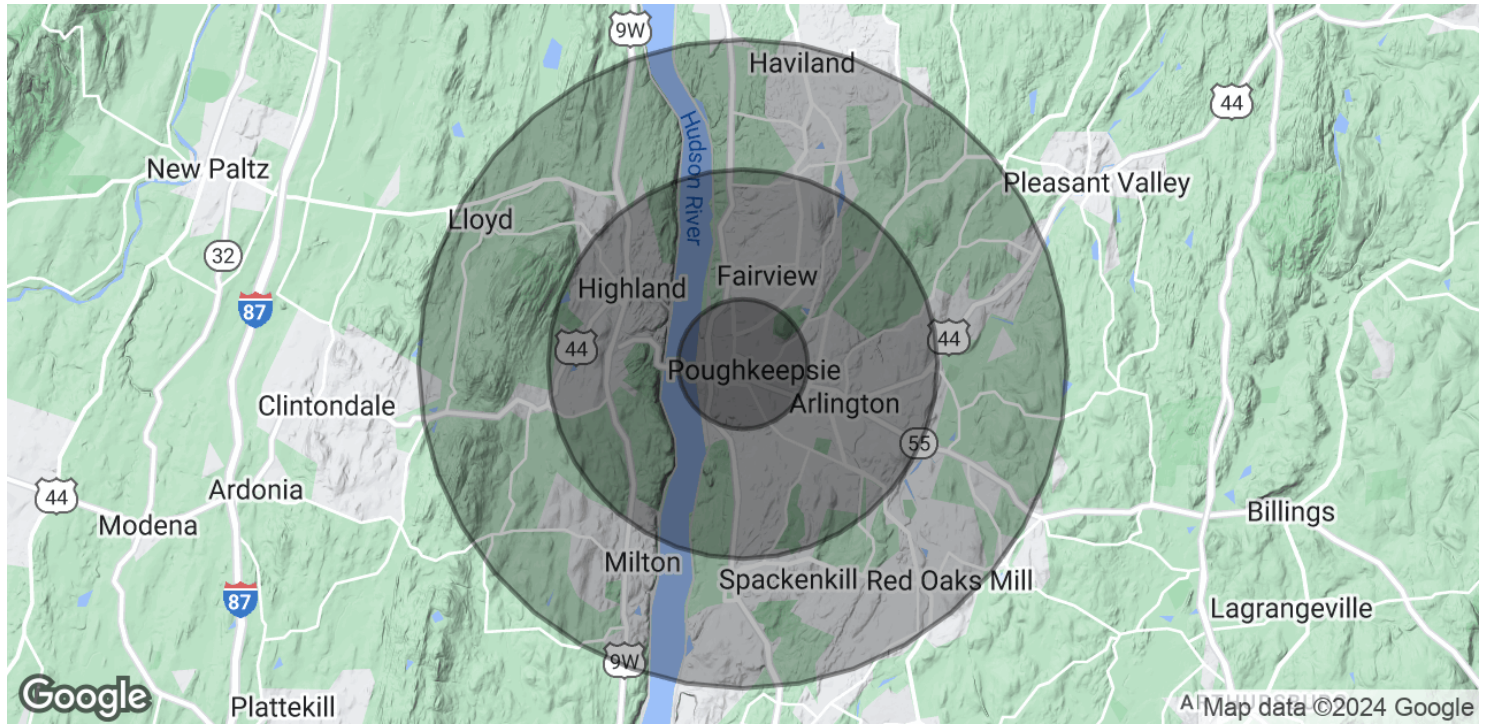 9W
Haviland
44
Hudson River
New Paltz
Pleasant Valley
Lloyd
32
Fairview
Highland
87
44
44
Poughkeepsie
Clintondale
Arlington
55
Ardonia
44
Modena
Billings
Milton
Spackenkill
Red Oaks Mill
87
Lagrangeville
9W
Google
Plattekill
Map data ©2024 Google